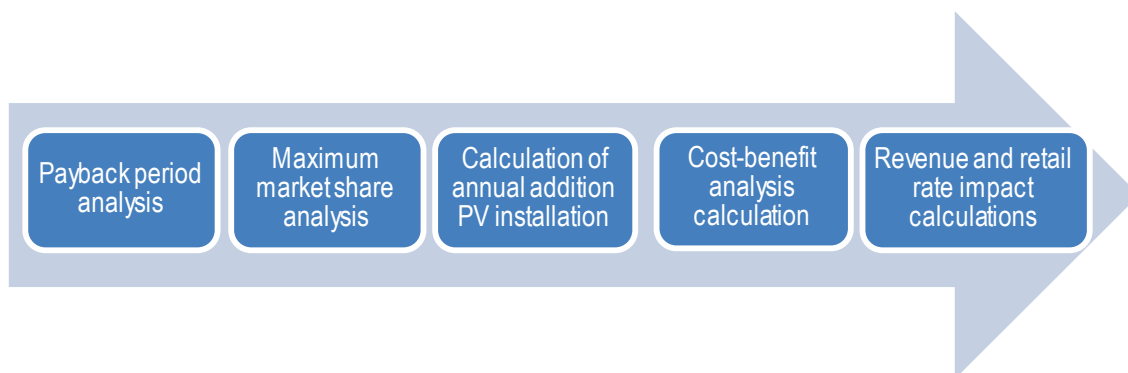 Payback period
analysis
Maximum
market share
analysis
Calculation of
annual addition
PV installation
Cost-benefit
analysis
calculation
Revenue and retail
rate impact
calculations